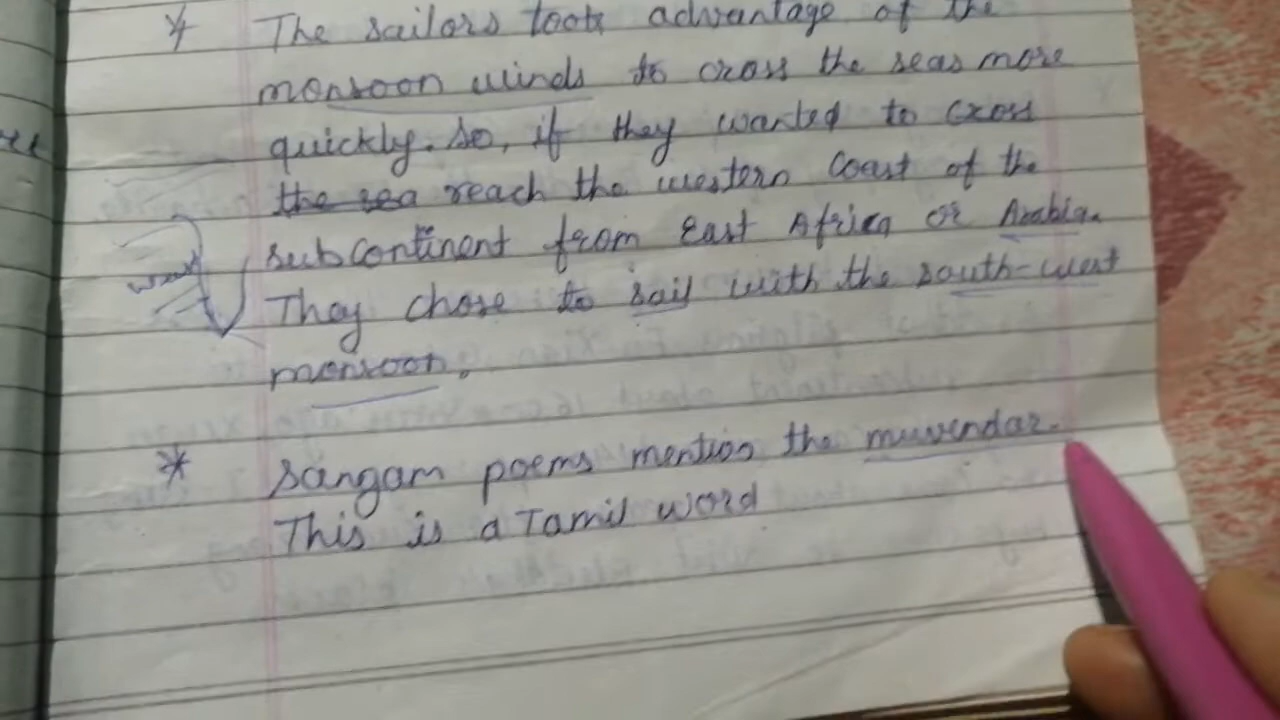 * The sailors took advantage of the
monsoon winds to cross the seas more
quickly. So, if they wanted to cross
the sea reach the western coast of the
subcontinent from East Africa or Arabia.
They chose to sail with the south-west
monsoon.
* Sangam poems mention the muvendar.
This is a Tamil word